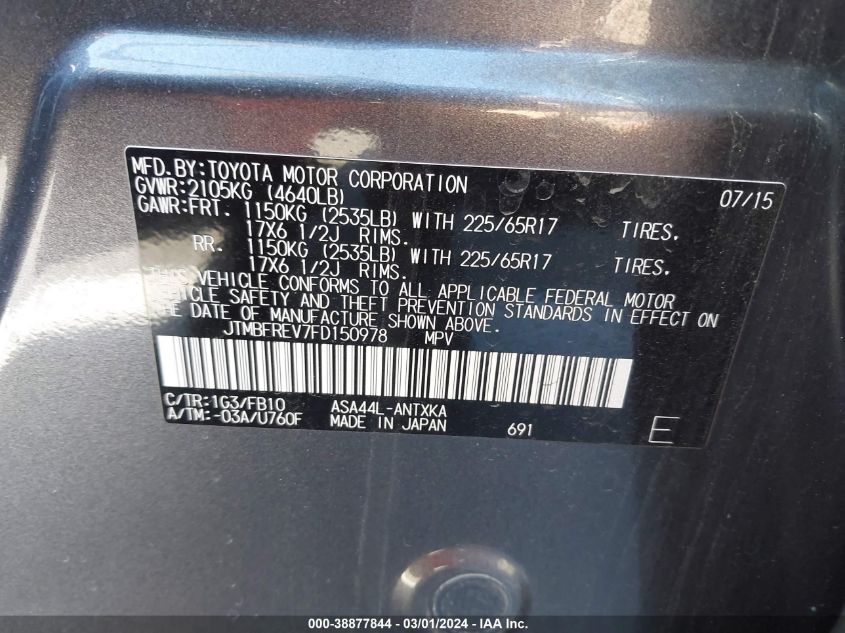 MFD.BY:TOYOTA MOTOR CORPORATION 07/15
GVWR:2105KG (4640LB)
GAWR:FRT. 1150KG (2535LB) WITH 225/65R17 TIRES.
17X6 1/2J RIMS.
RR. 1150KG (2535LB) WITH 225/65R17 TIRES.
17X6 1/2J RIMS.
THIS VEHICLE CONFORMS TO ALL APPLICABLE FEDERAL MOTOR
VEHICLE SAFETY AND THEFT PREVENTION STANDARDS IN EFFECT ON
THE DATE OF MANUFACTURE SHOWN ABOVE.
JTMBFREV7FD150978 MPV
C/TR:1G3/FB10 ASA44L-ANTXKA
A/TM:-03A/U760F MADE IN JAPAN 691 E
000-38877844 - 03/01/2024 - IAA Inc.